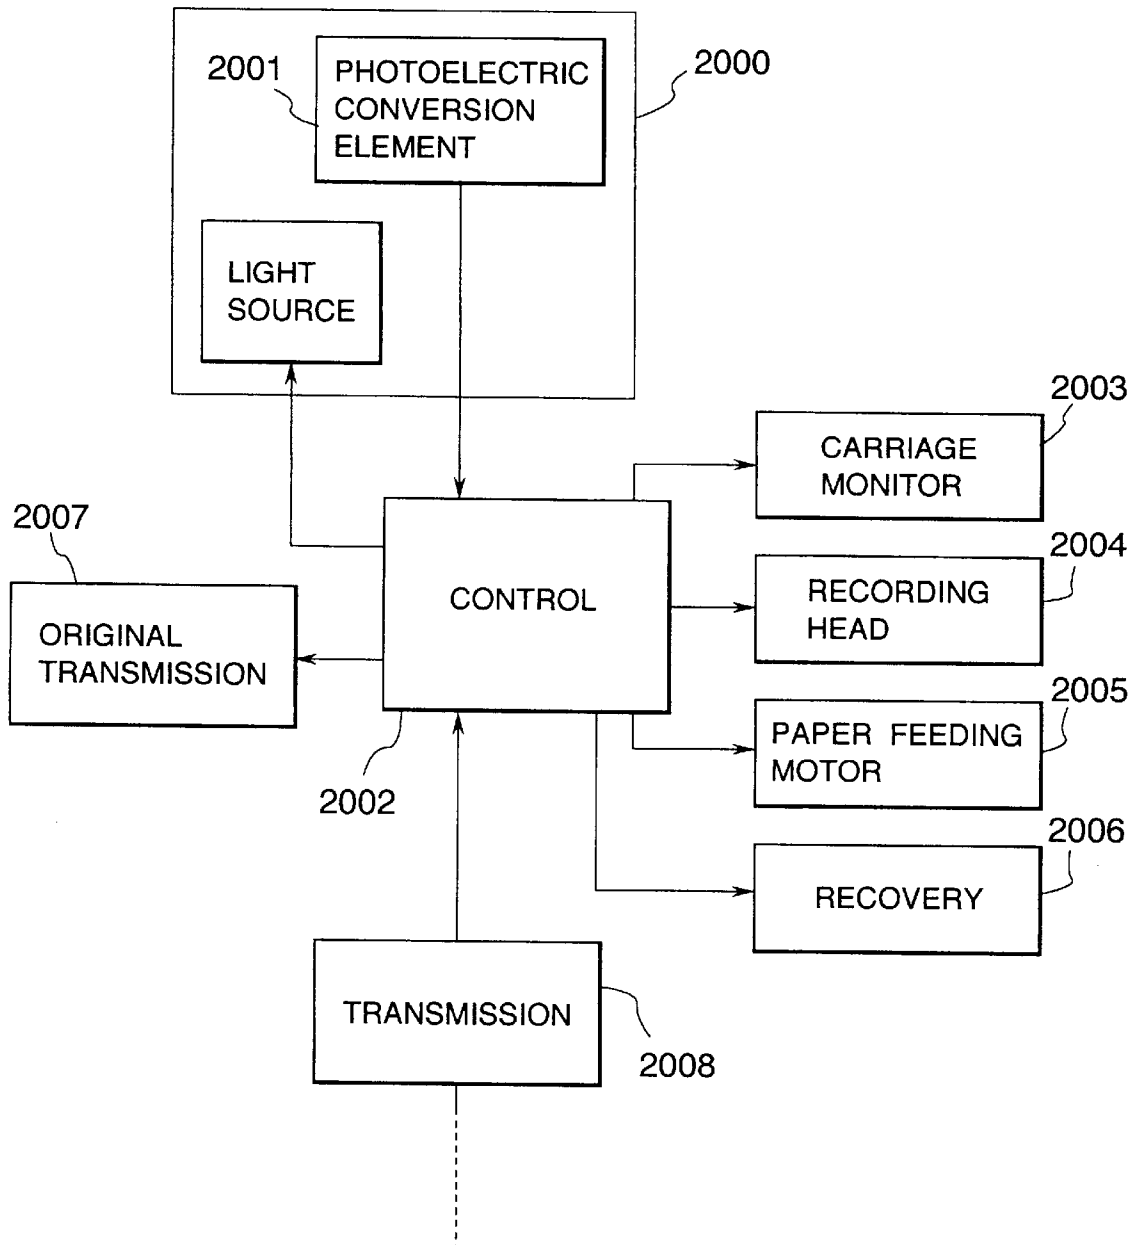 2001
PHOTOELECTRIC
CONVERSION
ELEMENT
2000
LIGHT
SOURCE
2003
CARRIAGE
MONITOR
2007
ORIGINAL
TRANSMISSION
CONTROL
2002
2004
RECORDING
HEAD
2005
PAPER FEEDING
MOTOR
2006
RECOVERY
TRANSMISSION
2008